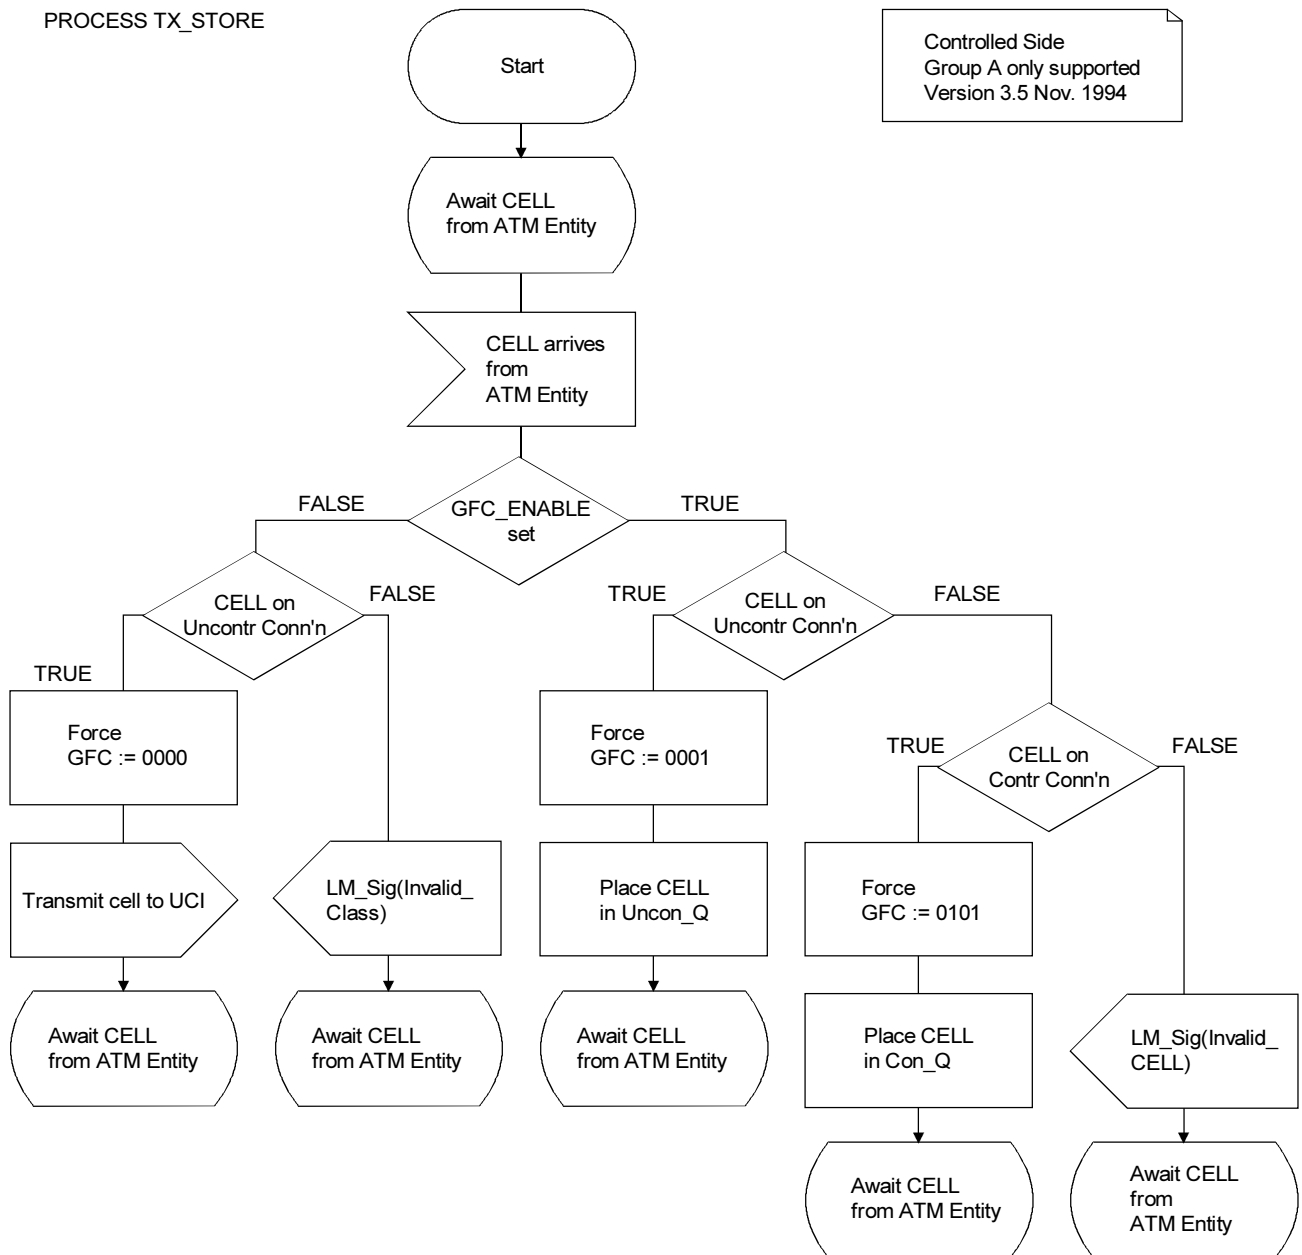 PROCESS TX_STORE
Start
Controlled Side
Group A only supported
Version 3.5 Nov. 1994
Await CELL
from ATM Entity
CELL arrives
from
ATM Entity
GFC_ENABLE
set
FALSE
TRUE
CELL on
Uncontr Conn'n
FALSE
TRUE
CELL on
Uncontr Conn'n
TRUE
FALSE
Force
GFC := 0000
Force
GFC := 0001
CELL on
Contr Conn'n
TRUE
FALSE
Transmit cell to UCI
LM_Sig(Invalid_
Class)
Place CELL
in Uncon_Q
Force
GFC := 0101
Await CELL
from ATM Entity
Await CELL
from ATM Entity
Await CELL
from ATM Entity
Place CELL
in Con_Q
LM_Sig(Invalid_
CELL)
Await CELL
from ATM Entity
Await CELL
from
ATM Entity